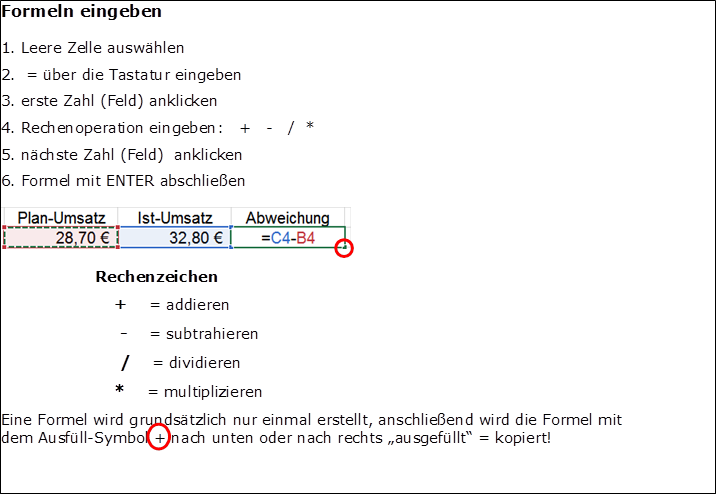 Formeln eingeben
1. Leere Zelle auswählen
2. = über die Tastatur eingeben
3. erste Zahl (Feld) anklicken
4. Rechenoperation eingeben: + - / *
5. nächste Zahl (Feld) anklicken
6. Formel mit ENTER abschließen
Plan-Umsatz Ist-Umsatz Abweichung
28,70 € 32,80 € =C4-B4
Rechenzeichen
+ = addieren
- = subtrahieren
/ = dividieren
* = multiplizieren
Eine Formel wird grundsätzlich nur einmal erstellt, anschließend wird die Formel mit
dem Ausfüll-Symbol + nach unten oder nach rechts „ausgefüllt“ = kopiert!